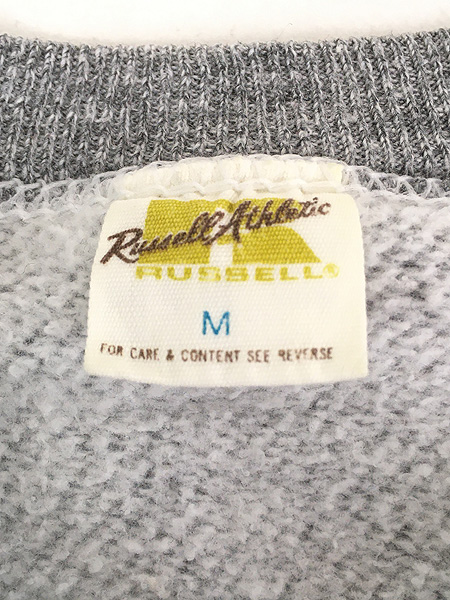 Russell Athletic
RUSSELL®
M
FOR CARE & CONTENT SEE REVERSE